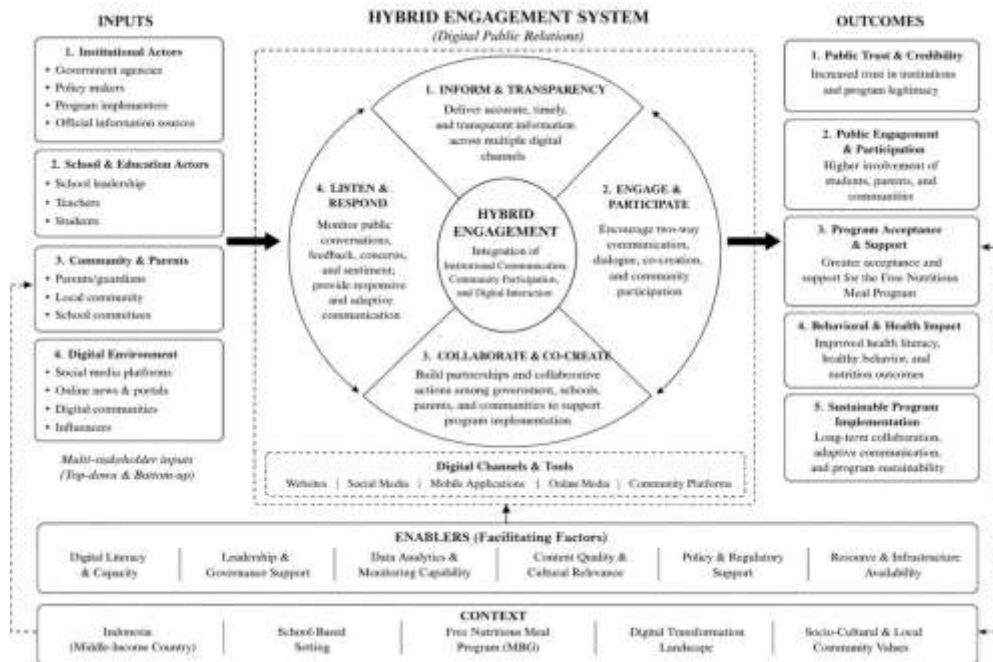 INPUTS
1. Institutional Actors
• Government agencies
• Policy makers
• Program implementers
• Official information sources
2. School & Education Actors
• School leadership
• Teachers
• Students
3. Community & Parents
• Parents/guardians
• Local community
• School committees
4. Digital Environment
• Social media platforms
• Online news & portals
• Digital communities
• Influencers
Multi-stakeholder inputs
(Top-down & Bottom-up)
HYBRID ENGAGEMENT SYSTEM
(Digital Public Relations)
1. INFORM & TRANSPARENCY
Deliver accurate, timely,
and transparent information
across multiple digital
channels
2. ENGAGE &
PARTICIPATE
Encourage two-way
communication,
dialogue, co-creation,
and community
participation
3. COLLABORATE & CO-CREATE
Build partnerships and collaborative
actions among government, schools,
parents, and communities to support
program implementation
4. LISTEN &
RESPOND
Monitor public
conversations,
feedback, concerns,
and sentiment;
provide responsive
and adaptive
communication
HYBRID
ENGAGEMENT
Integration of
Institutional Communication,
Community Participation,
and Digital Interaction
Digital Channels & Tools
Websites | Social Media | Mobile Applications | Online Media | Community Platforms
OUTCOMES
1. Public Trust & Credibility
Increased trust in institutions
and program legitimacy
2. Public Engagement
& Participation
Higher involvement of
students, parents, and
communities
3. Program Acceptance
& Support
Greater acceptance and
support for the Free Nutritious
Meal Program
4. Behavioral & Health Impact
Improved health literacy,
healthy behavior, and
nutrition outcomes
5. Sustainable Program
Implementation
Long-term collaboration,
adaptive communication,
and program sustainability
ENABLERS (Facilitating Factors)
Digital Literacy
& Capacity
Leadership &
Governance Support
Data Analytics &
Monitoring Capability
Content Quality &
Cultural Relevance
Policy & Regulatory
Support
Resource & Infrastructure
Availability
CONTEXT
Indonesia
(Middle-Income Country)
School-Based
Setting
Free Nutritious Meal
Program (MBG)
Digital Transformation
Landscape
Socio-Cultural & Local
Community Values